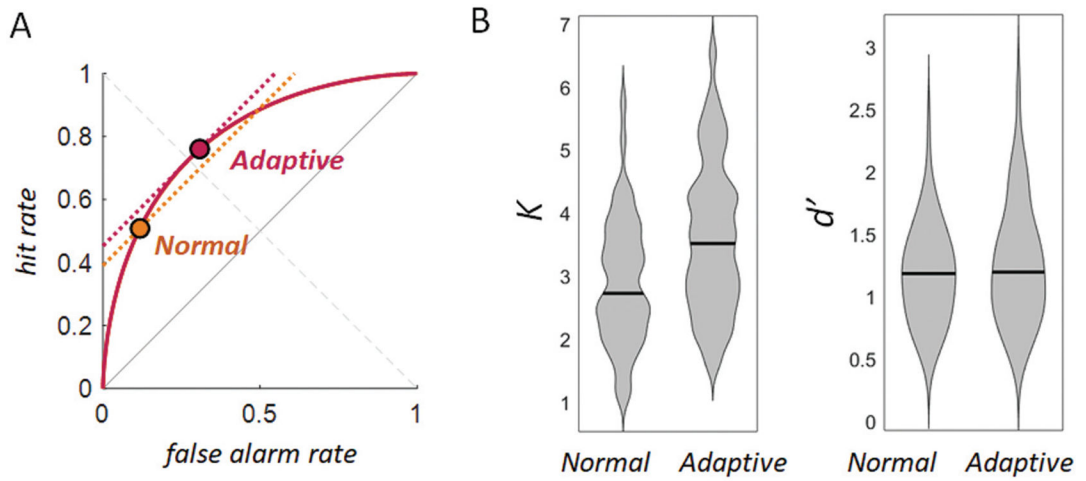 A
1
0.8
0.6
0.4
0.2
0
0
0.5
1
hit rate
false alarm rate
Adaptive
Normal
B
7
6
5
4
3
2
1
K
Normal Adaptive
3
2.5
2
1.5
1
0.5
0
d'
Normal Adaptive